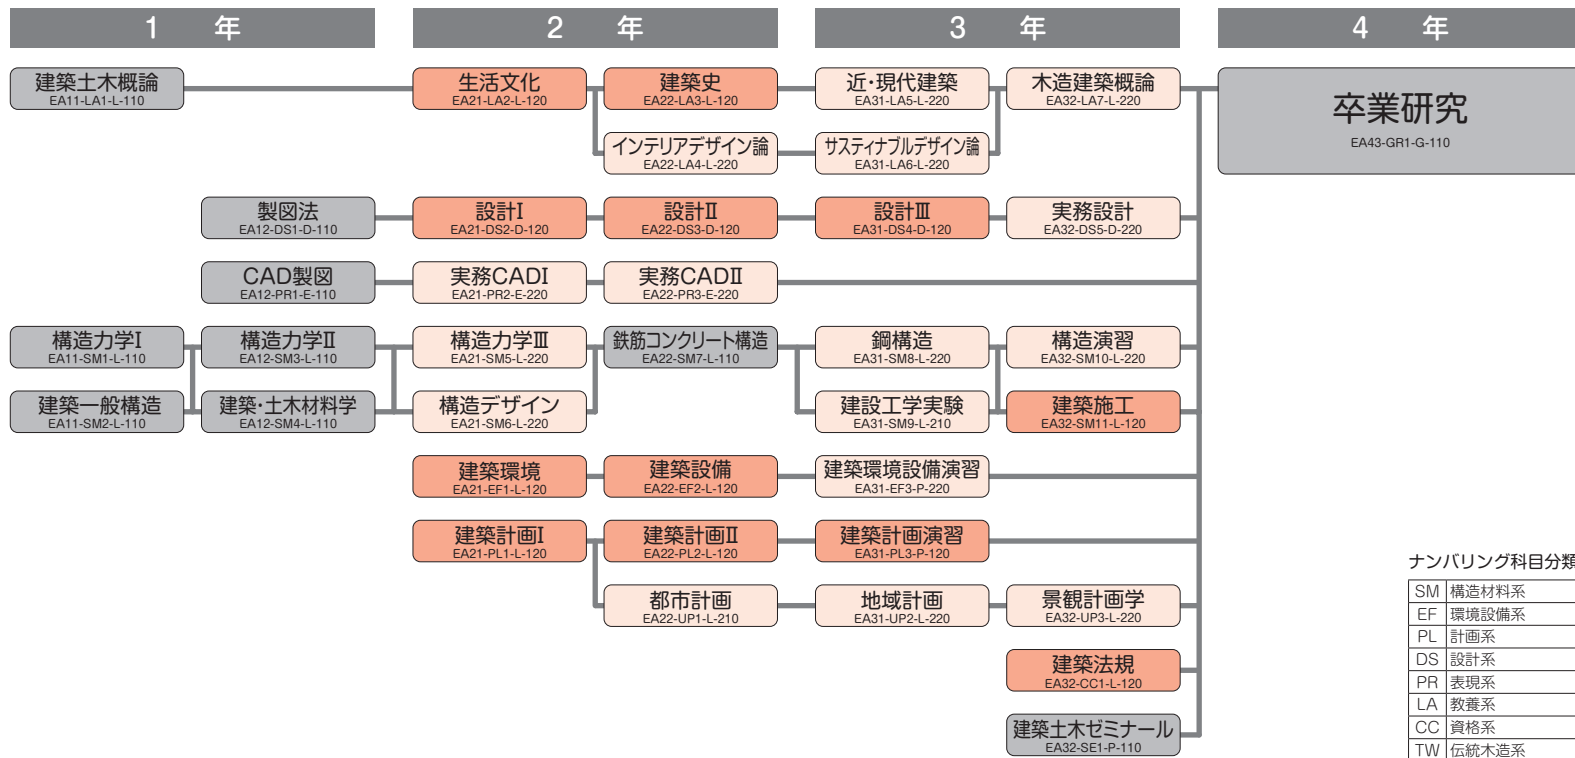 1 年
2 年
3 年
4 年
建築土木概論
EA11-LA1-L-110
生活文化
EA21-LA2-L-120
建築史
EA22-LA3-L-120
近・現代建築
EA31-LA5-L-220
木造建築概論
EA32-LA7-L-220
卒業研究
EA43-GR1-G-110
インテリアデザイン論
EA22-LA4-L-220
サスティナブルデザイン論
EA31-LA6-L-220
製図法
EA12-DS1-D-110
設計Ⅰ
EA21-DS2-D-120
設計Ⅱ
EA22-DS3-D-120
設計Ⅲ
EA31-DS4-D-120
実務設計
EA32-DS5-D-220
CAD製図
EA12-PR1-E-110
実務CADⅠ
EA21-PR2-E-220
実務CADⅡ
EA22-PR3-E-220
構造力学Ⅰ
EA11-SM1-L-110
構造力学Ⅱ
EA12-SM3-L-110
構造力学Ⅲ
EA21-SM5-L-220
鉄筋コンクリート構造
EA22-SM7-L-110
鋼構造
EA31-SM8-L-220
構造演習
EA32-SM10-L-220
建築一般構造
EA11-SM2-L-110
建築・土木材料学
EA12-SM4-L-110
構造デザイン
EA21-SM6-L-220
建設工学実験
EA31-SM9-L-210
建築施工
EA32-SM11-L-120
建築環境
EA21-EF1-L-120
建築設備
EA22-EF2-L-120
建築環境設備演習
EA31-EF3-P-220
建築計画Ⅰ
EA21-PL1-L-120
建築計画Ⅱ
EA22-PL2-L-120
建築計画演習
EA31-PL3-P-120
都市計画
EA22-UP1-L-210
地域計画
EA31-UP2-L-220
景観計画学
EA32-UP3-L-220
建築法規
EA32-CC1-L-120
建築土木ゼミナール
EA32-SE1-P-110
ナンバリング科目分類
SM 構造材料系
EF 環境設備系
PL 計画系
DS 設計系
PR 表現系
LA 教養系
CC 資格系
TW 伝統木造系